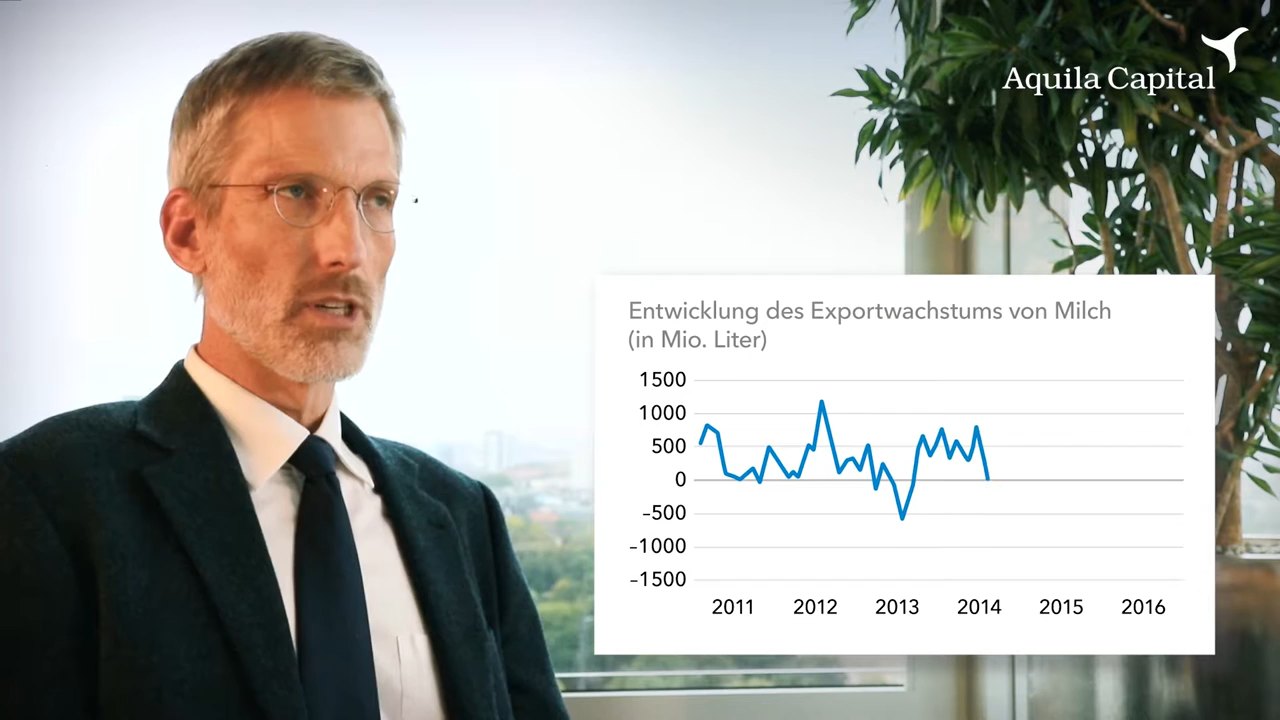 Aquila Capital
Entwicklung des Exportwachstums von Milch
(in Mio. Liter)
1500
1000
500
0
–500
–1000
–1500
2011 2012 2013 2014 2015 2016